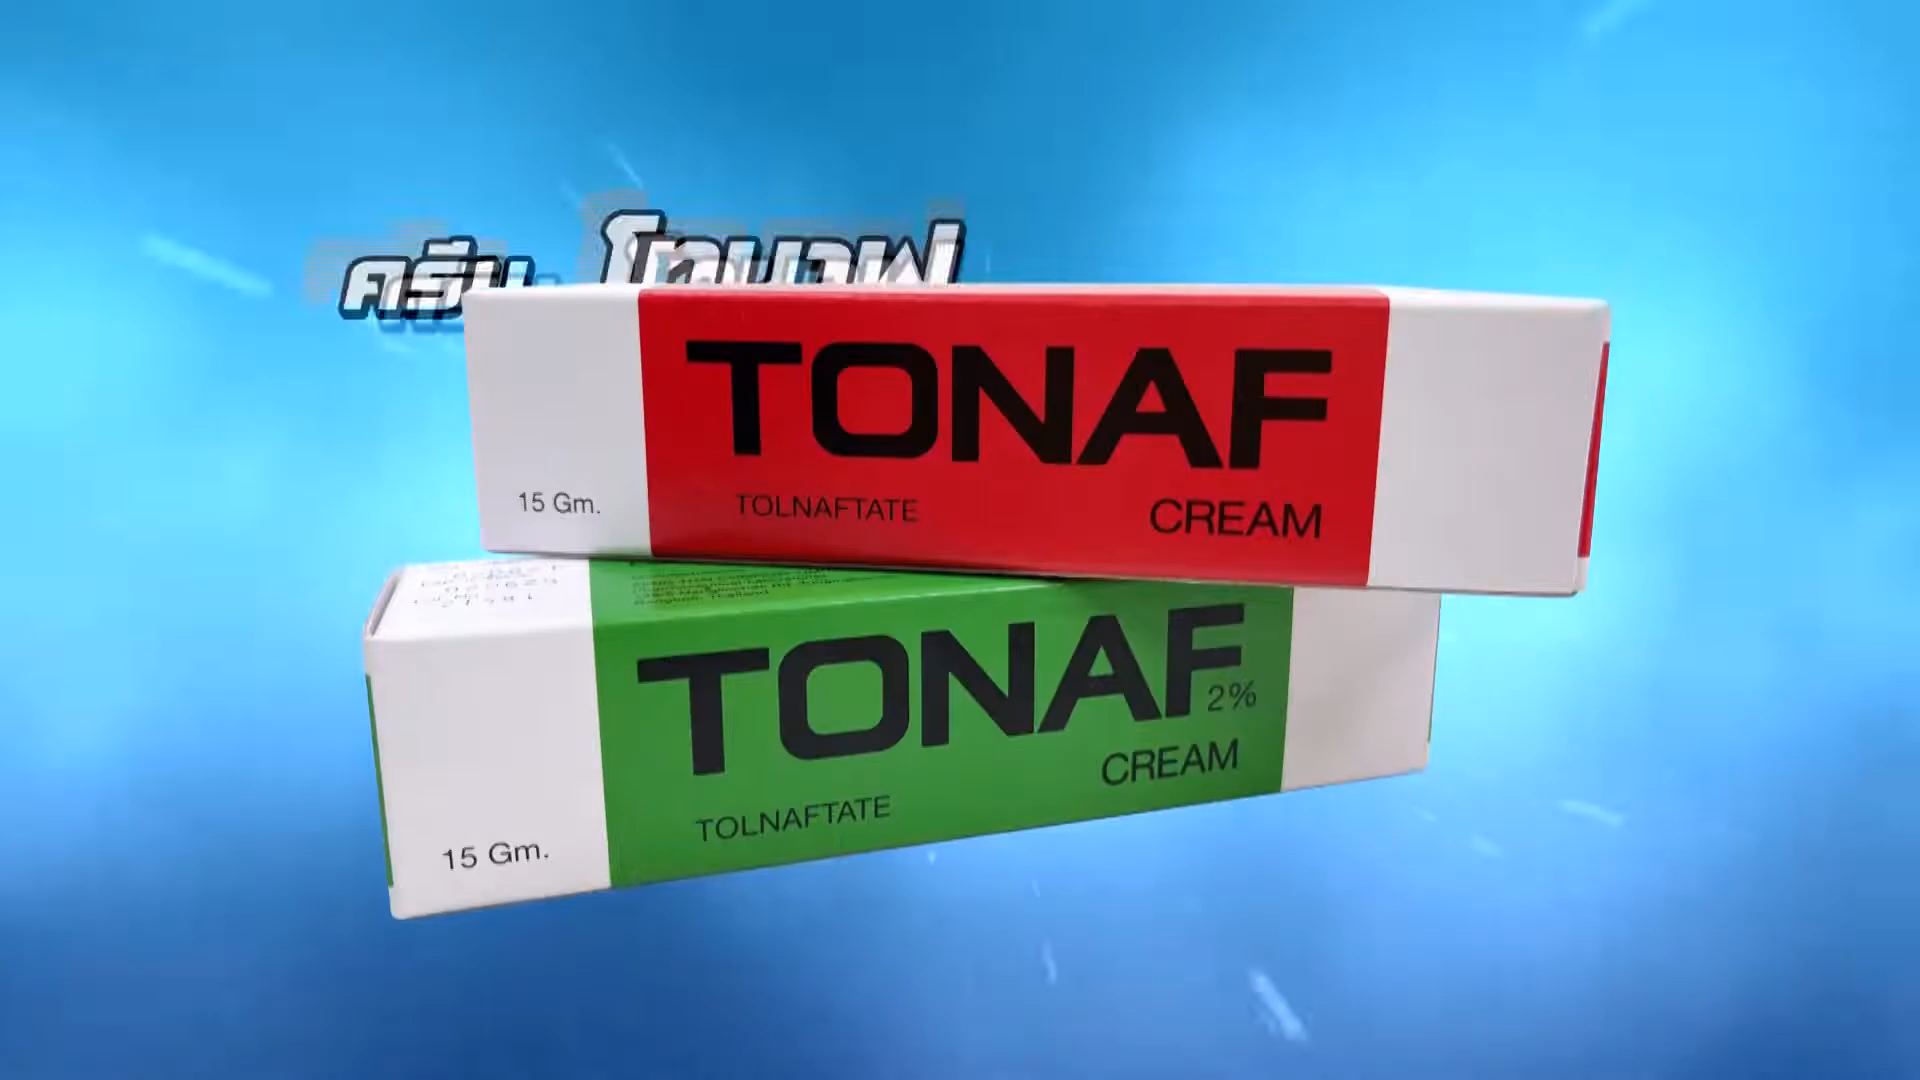 ครีม โทนาฟ
TONAF
15 Gm.
TOLNAFTATE
CREAM
TONAF
2%
CREAM
TOLNAFTATE
15 Gm.